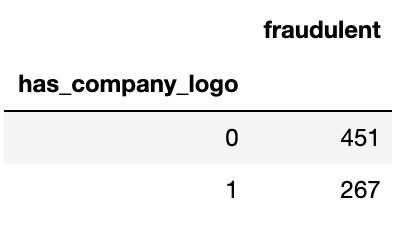 fraudulent
has_company_logo
0 451
1 267